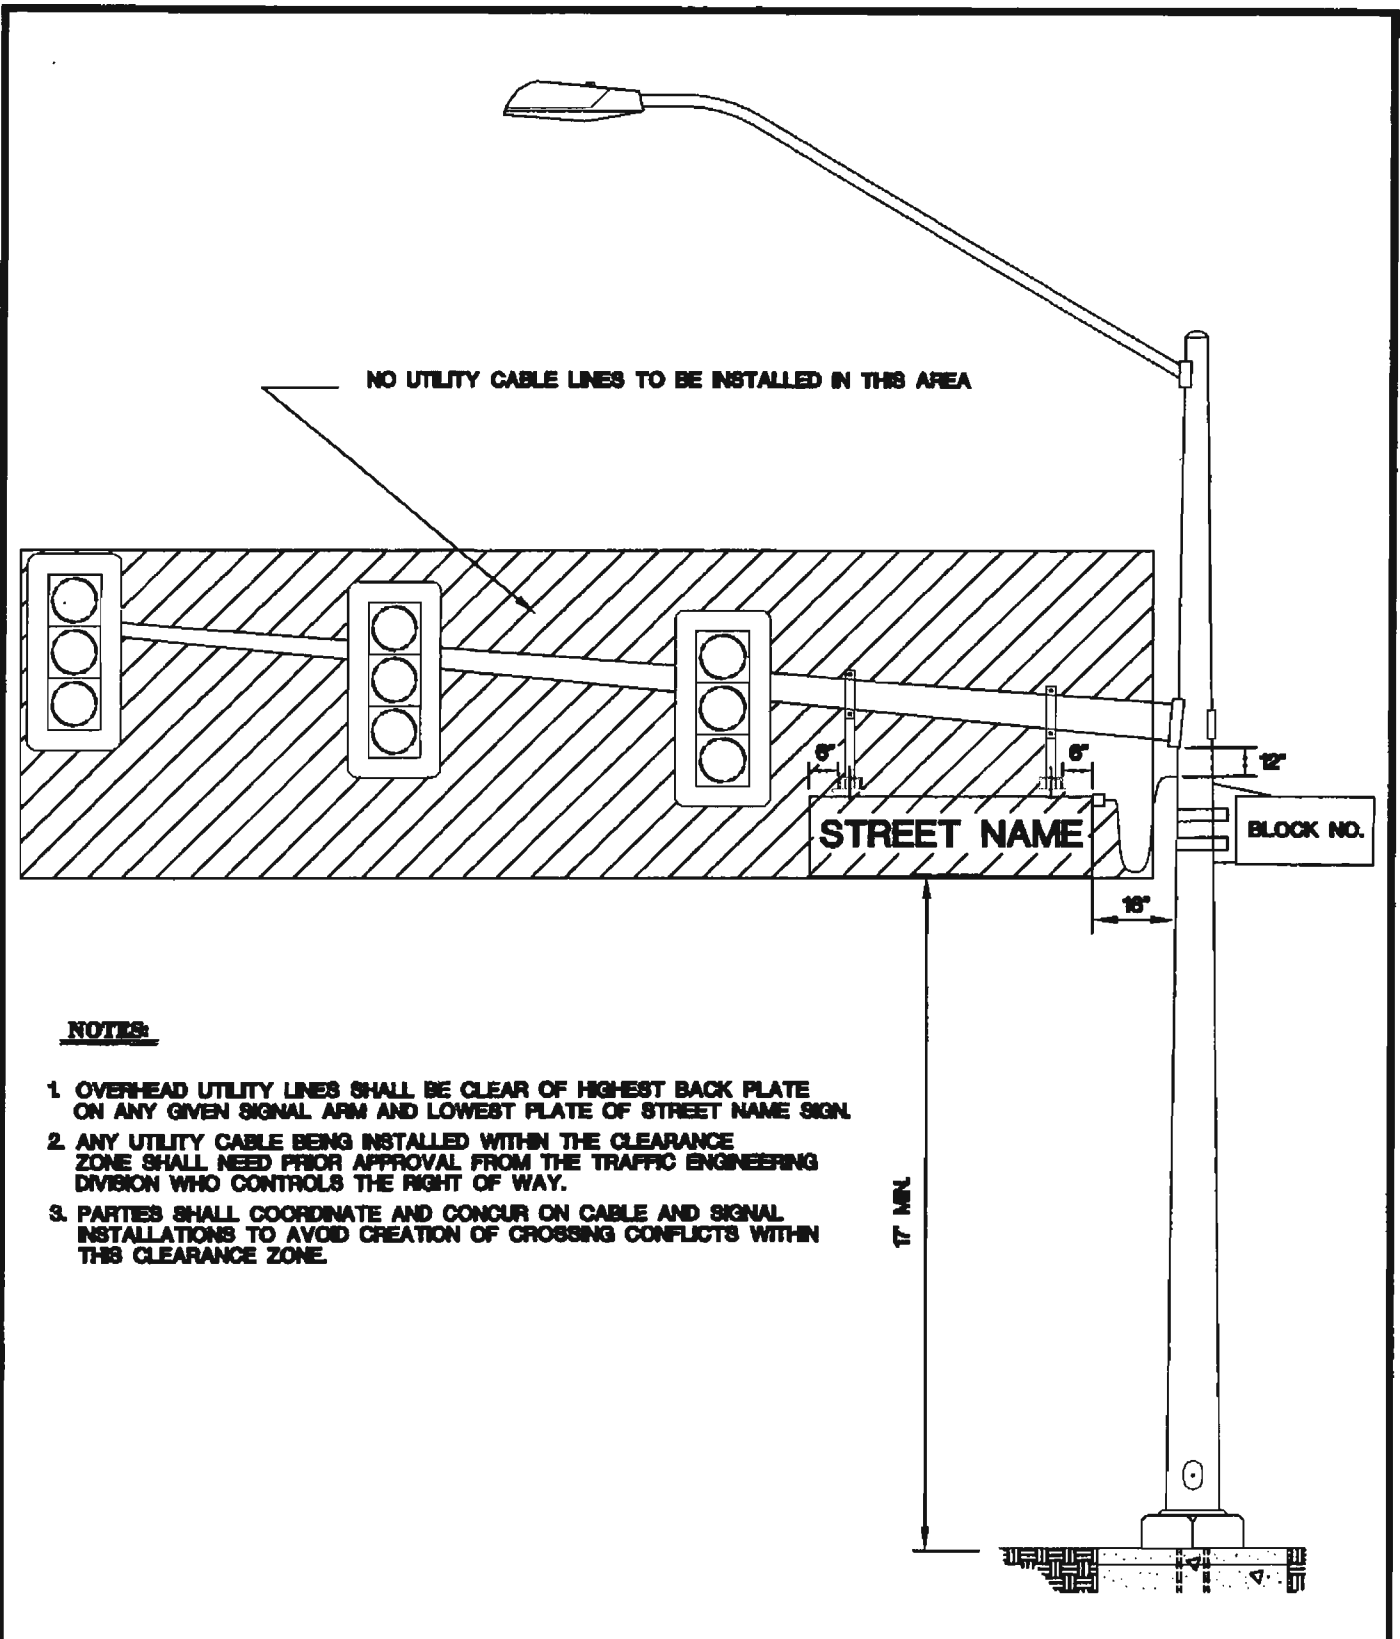 NO UTILITY CABLE LINES TO BE INSTALLED IN THIS AREA
6"
6"
12"
STREET NAME
BLOCK NO.
18"
17' MIN.
NOTES:
1. OVERHEAD UTILITY LINES SHALL BE CLEAR OF HIGHEST BACK PLATE
ON ANY GIVEN SIGNAL ARM AND LOWEST PLATE OF STREET NAME SIGN.
2. ANY UTILITY CABLE BEING INSTALLED WITHIN THE CLEARANCE
ZONE SHALL NEED PRIOR APPROVAL FROM THE TRAFFIC ENGINEERING
DIVISION WHO CONTROLS THE RIGHT OF WAY.
3. PARTIES SHALL COORDINATE AND CONCUR ON CABLE AND SIGNAL
INSTALLATIONS TO AVOID CREATION OF CROSSING CONFLICTS WITHIN
THIS CLEARANCE ZONE.